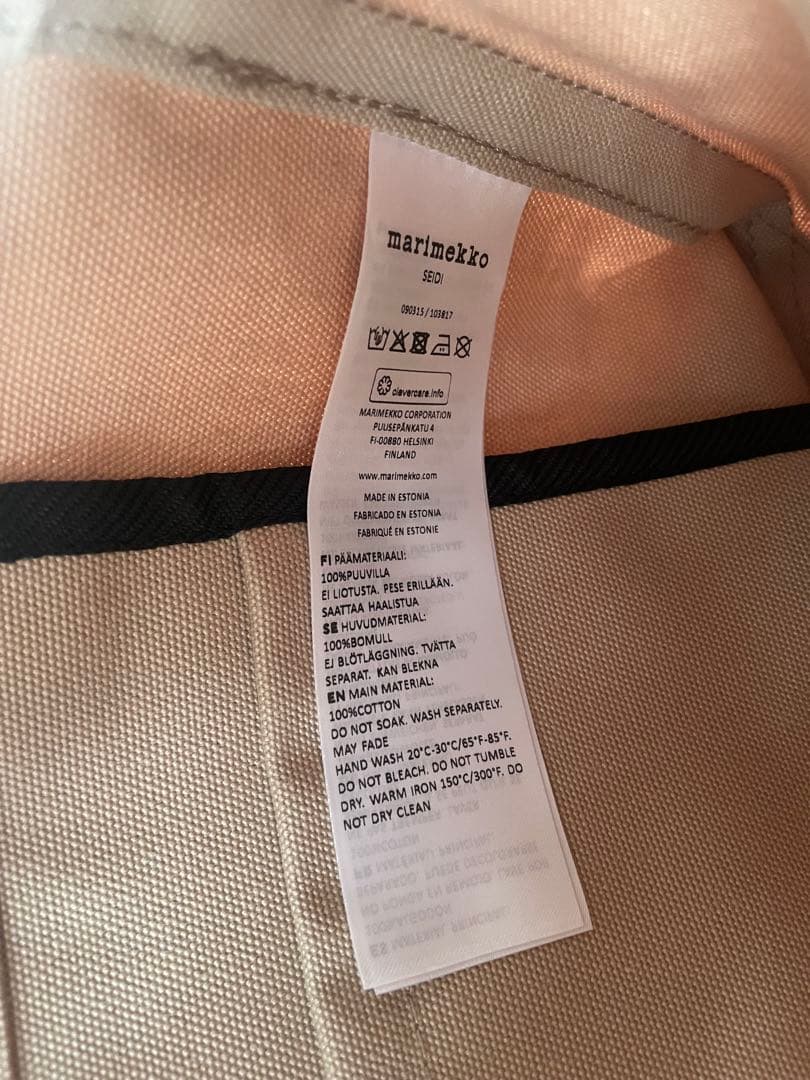 marimekko
SEIDI
090315 / 103817
clevercare.info
MARIMEKKO CORPORATION
PUUSEPÄNKATU 4
FI-00880 HELSINKI
FINLAND
www.marimekko.com
MADE IN ESTONIA
FABRICADO EN ESTONIA
FABRIQUÉ EN ESTONIE
FI PÄÄMATERIAALI:
100%PUUVILLA
EI LIOTUSTA. PESE ERILLÄÄN.
SAATTAA HAALISTUA
SE HUVUDMATERIAL:
100%BOMULL
EJ BLÖTLÄGGNING. TVÄTTA
SEPARAT. KAN BLEKNA
EN MAIN MATERIAL:
100%COTTON
DO NOT SOAK. WASH SEPARATELY.
MAY FADE
HAND WASH 20°C-30°C/65°F-85°F.
DO NOT BLEACH. DO NOT TUMBLE
DRY. WARM IRON 150°C/300°F. DO
NOT DRY CLEAN